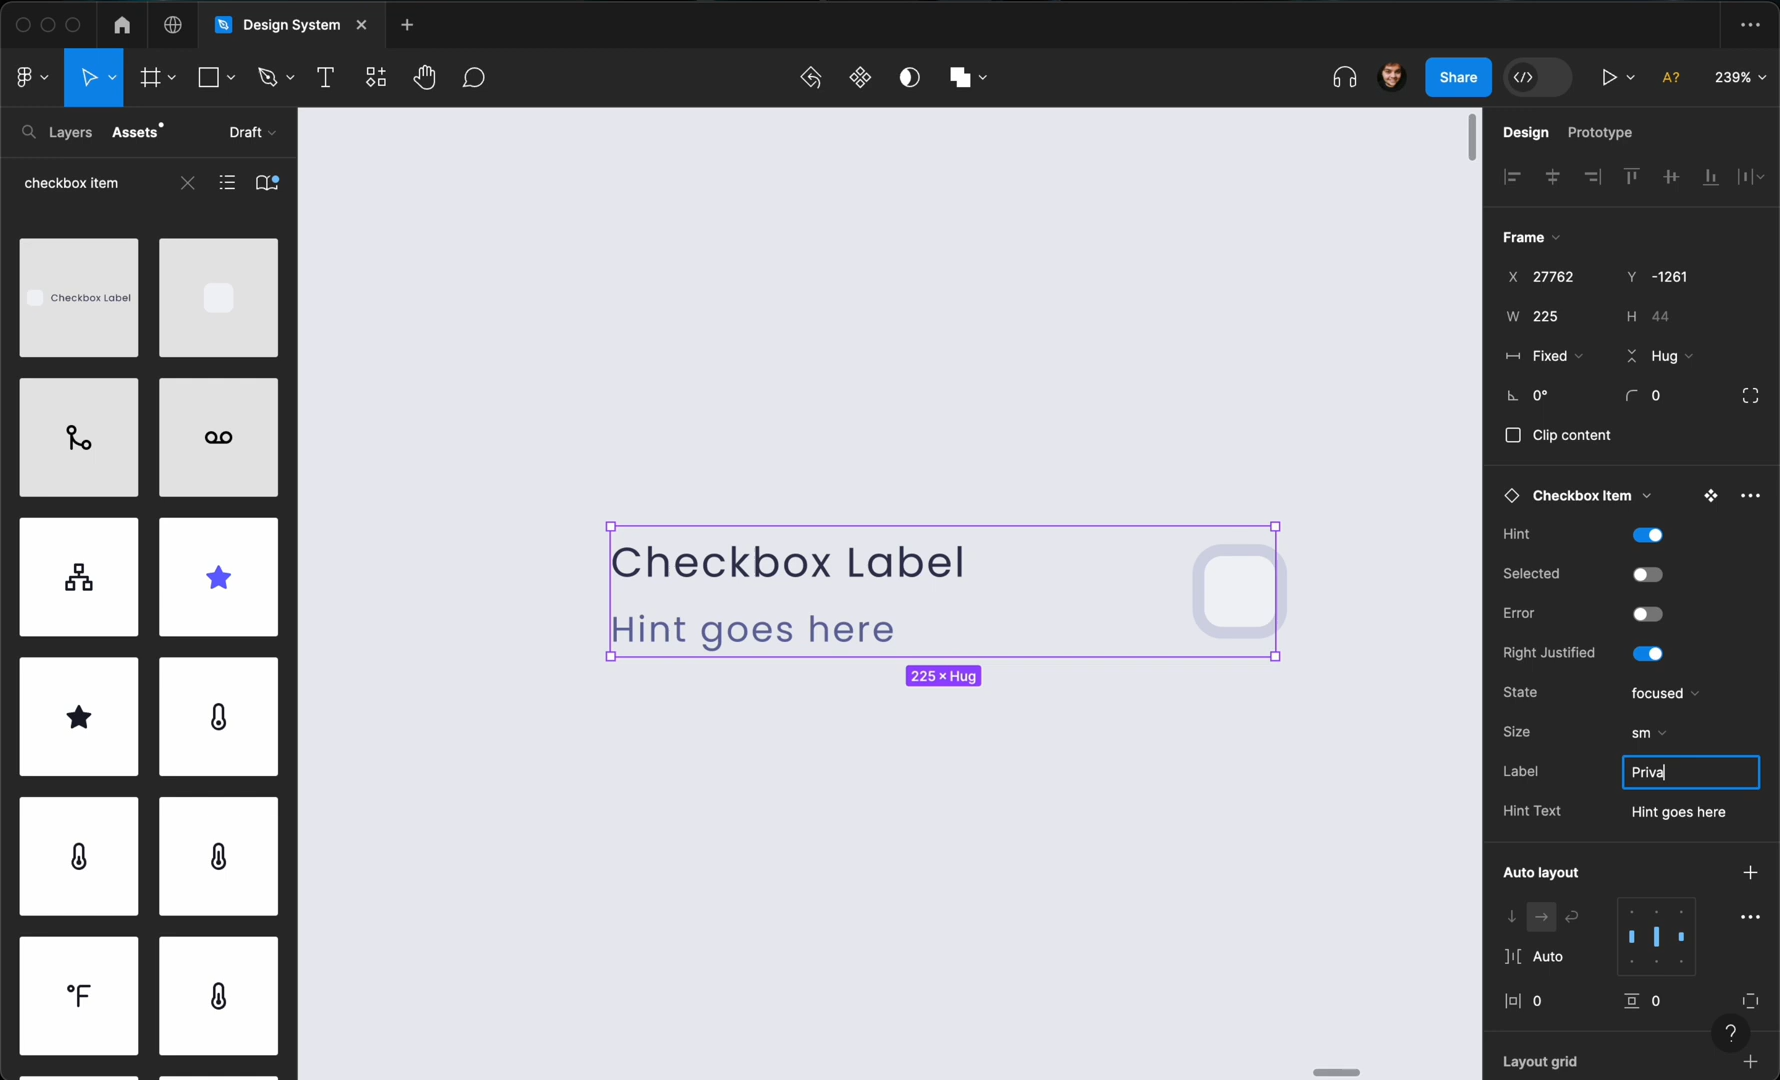 Design System
Share
A?
239%
Layers
Assets
Draft
checkbox item
Checkbox Label
°F
Checkbox Label
Hint goes here
225 × Hug
Design
Prototype
Frame
X 27762 Y -1261
W 225 H 44
Fixed Hug
0° 0
Clip content
Checkbox Item
Hint
Selected
Error
Right Justified
State focused
Size sm
Label Priva
Hint Text Hint goes here
Auto layout
Auto
0 0
?
Layout grid